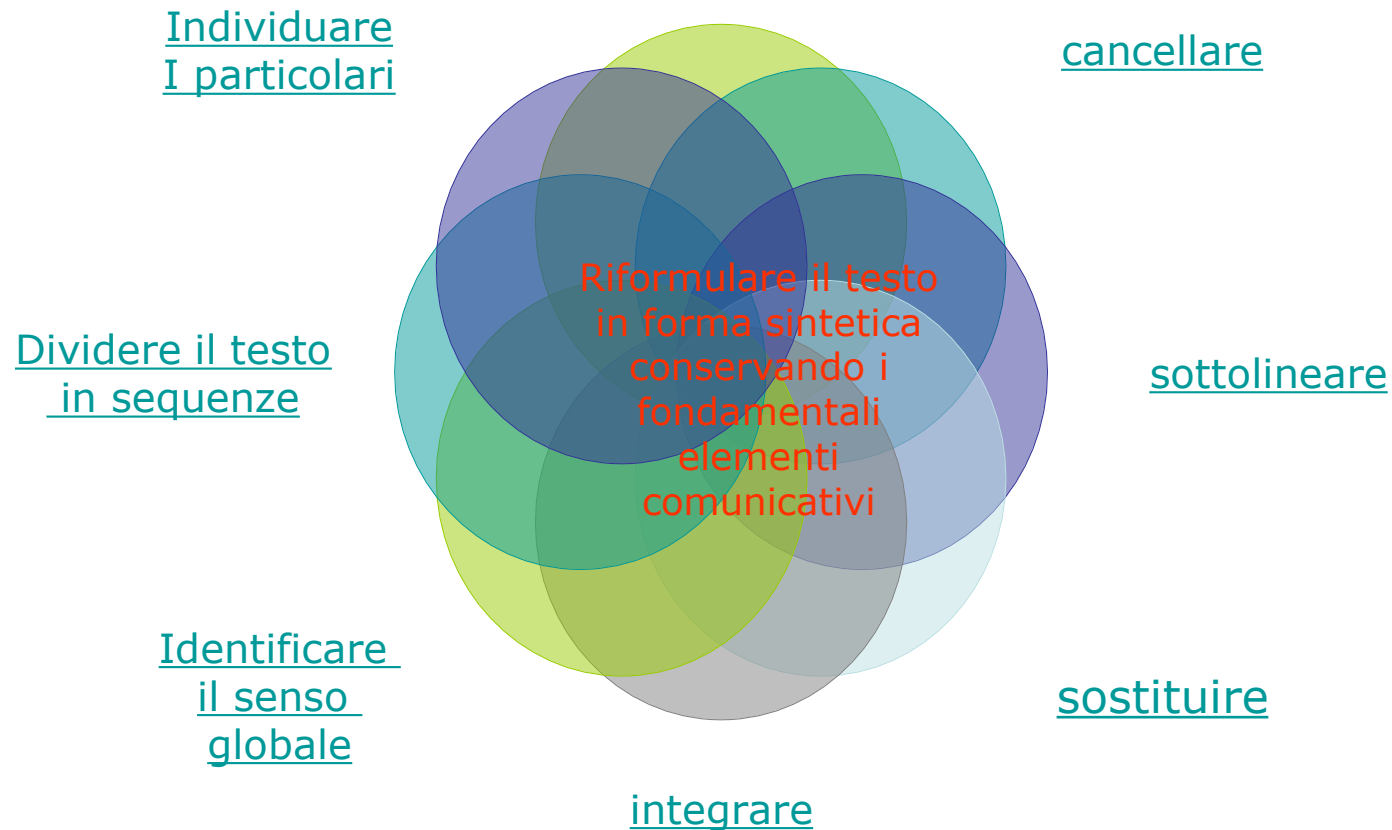 Individuare
I particolari
cancellare
Riformulare il testo
in forma sintetica
conservando i
fondamentali
elementi
comunicativi
Dividere il testo
in sequenze
sottolineare
Identificare
il senso
globale
sostituire
integrare